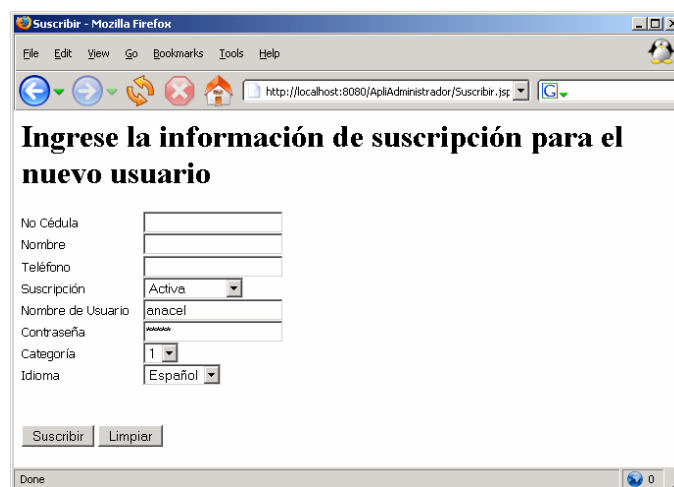 Suscribir - Mozilla Firefox
File Edit View Go Bookmarks Tools Help
http://localhost:8080/ApliAdministrador/Suscribir.jsp
G
Ingrese la información de suscripción para el
nuevo usuario
No Cédula
Nombre
Teléfono
Suscripción Activa
Nombre de Usuario anacel
Contraseña *****
Categoría 1
Idioma Español
Suscribir Limpiar
Done 0